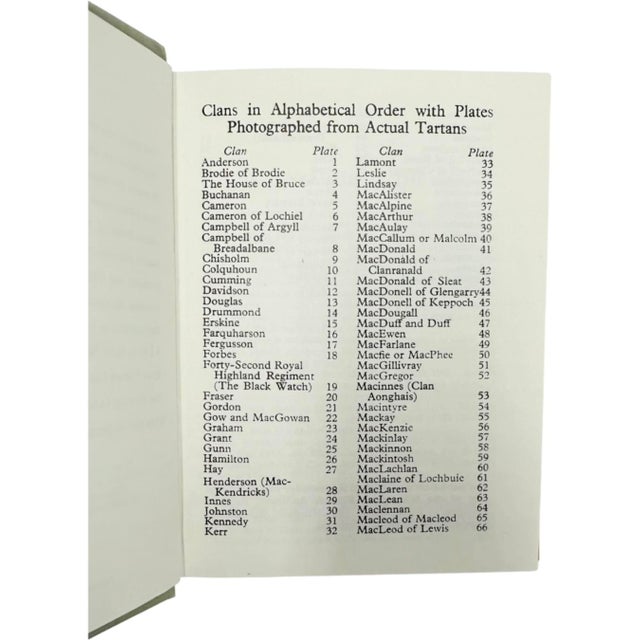 Clans in Alphabetical Order with Plates
Photographed from Actual Tartans
Clan Plate
Anderson 1
Brodie of Brodie 2
The House of Bruce 3
Buchanan 4
Cameron 5
Cameron of Lochiel 6
Campbell of Argyll 7
Campbell of
Breadalbane 8
Chisholm 9
Colquhoun 10
Cumming 11
Davidson 12
Douglas 13
Drummond 14
Erskine 15
Farquharson 16
Fergusson 17
Forbes 18
Forty-Second Royal
Highland Regiment
(The Black Watch) 19
Fraser 20
Gordon 21
Gow and MacGowan 22
Graham 23
Grant 24
Gunn 25
Hamilton 26
Hay 27
Henderson (Mac-
Kendricks) 28
Innes 29
Johnston 30
Kennedy 31
Kerr 32
Clan Plate
Lamont 33
Leslie 34
Lindsay 35
MacAlister 36
MacAlpine 37
MacArthur 38
MacAulay 39
MacCallum or Malcolm 40
MacDonald 41
MacDonald of
Clanranald 42
MacDonald of Sleat 43
MacDonell of Glengarry 44
MacDonell of Keppoch 45
MacDougall 46
MacDuff and Duff 47
MacEwen 48
MacFarlane 49
Macfie or MacPhee 50
MacGillivray 51
MacGregor 52
Macinnes (Clan
Aonghais) 53
Macintyre 54
Mackay 55
MacKenzie 56
Mackinlay 57
Mackinnon 58
Mackintosh 59
MacLachlan 60
Maclaine of Lochbuie 61
MacLaren 62
MacLean 63
Maclennan 64
Macleod of Macleod 65
MacLeod of Lewis 66